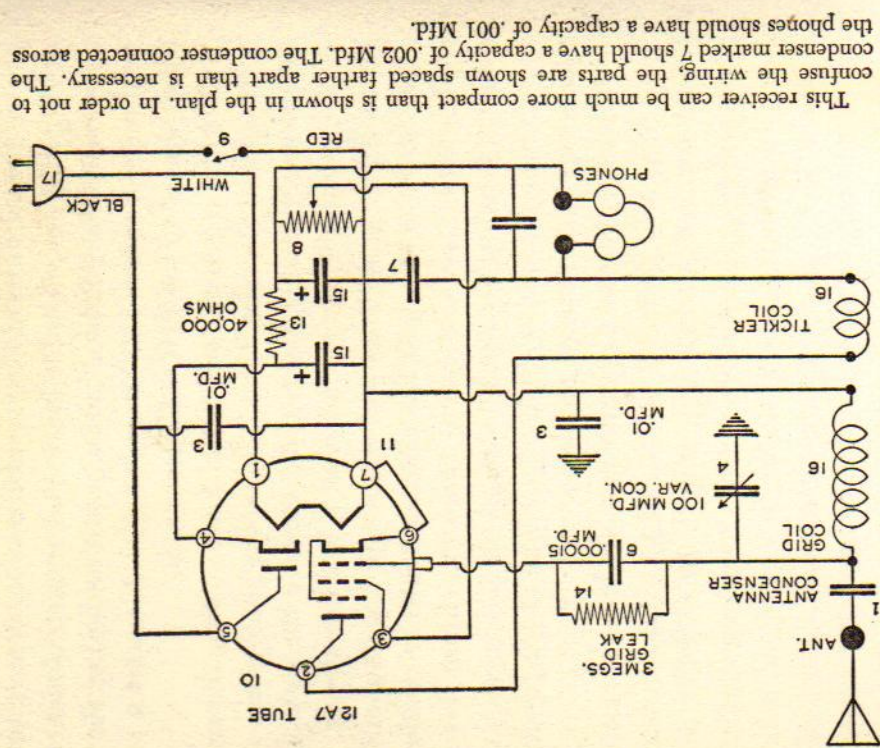 12A7 TUBE
10
2
3 MEGS.
GRID
LEAK
14
ANT.
1
ANTENNA
CONDENSER
3
5
6
.00015
MFD.
6
4
GRID
COIL
16
100 MMFD.
VAR. CON.
4
7
1
11
3
.01
MFD.
3
.01
MFD.
TICKLER
COIL
16
15
+
13
40,000
OHMS
7
15
+
8
PHONES
BLACK
WHITE
17
RED
9
This receiver can be much more compact than is shown in the plan. In order not to
confuse the wiring, the parts are shown spaced farther apart than is necessary. The
condenser marked 7 should have a capacity of .002 Mfd. The condenser connected across
the phones should have a capacity of .001 Mfd.